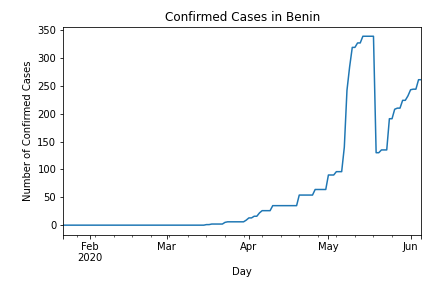 Confirmed Cases in Benin
Number of Confirmed Cases
350
300
250
200
150
100
50
0
Feb
2020
Mar
Apr
May
Jun
Day